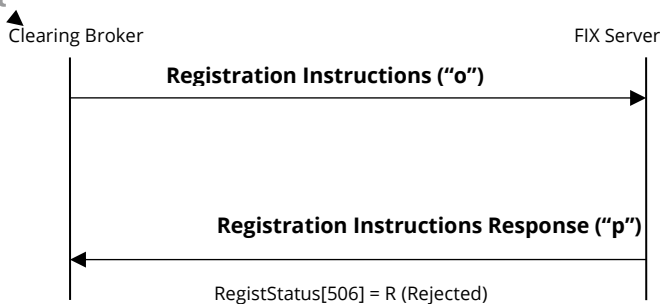 Clearing Broker
FIX Server
Registration Instructions (“o”)
Registration Instructions Response (“p”)
RegistStatus[506] = R (Rejected)